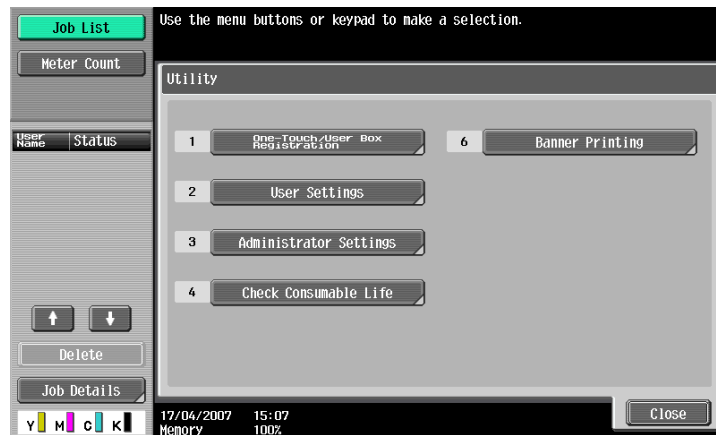 Job List
Use the menu buttons or keypad to make a selection.
Meter Count
Utility
User Name
Status
1
One-Touch/User Box
Registration
6
Banner Printing
2
User Settings
3
Administrator Settings
4
Check Consumable Life
Delete
Job Details
Y M C K
17/04/2007 15:07
Memory 100%
Close